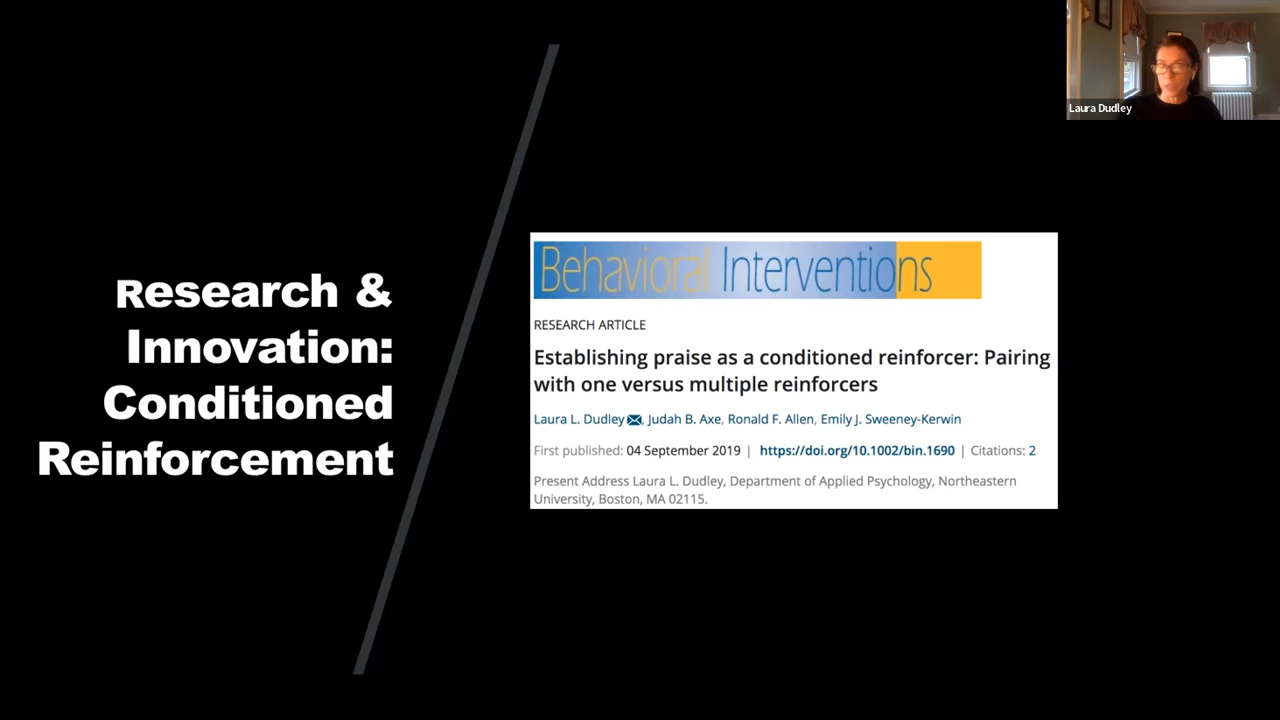 Laura Dudley
Research &
Innovation:
Conditioned
Reinforcement
Behavioral Interventions
RESEARCH ARTICLE
Establishing praise as a conditioned reinforcer: Pairing
with one versus multiple reinforcers
Laura L. Dudley, Judah B. Axe, Ronald F. Allen, Emily J. Sweeney-Kerwin
First published: 04 September 2019 | https://doi.org/10.1002/bin.1690 | Citations: 2
Present Address Laura L. Dudley, Department of Applied Psychology, Northeastern
University, Boston, MA 02115.